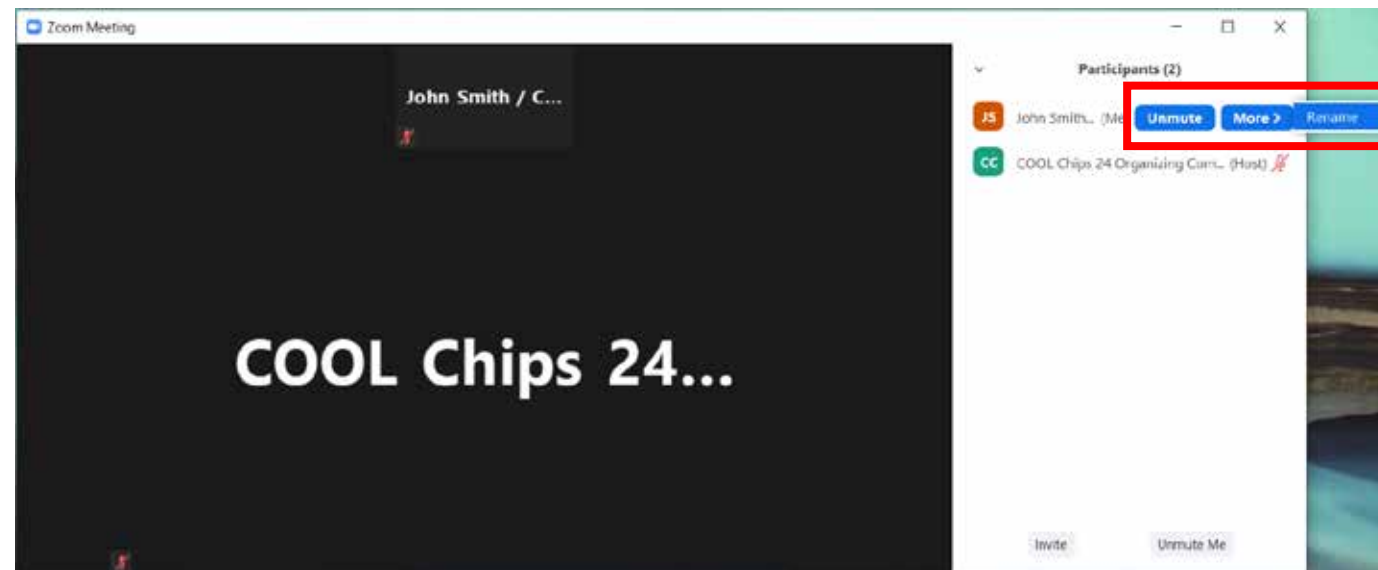 Zoom Meeting
John Smith / C...
COOL Chips 24...
Participants (2)
JS John Smith... (Me Unmute More > Rename
CC COOL Chips 24 Organizing Com... (Host)
Invite Unmute Me